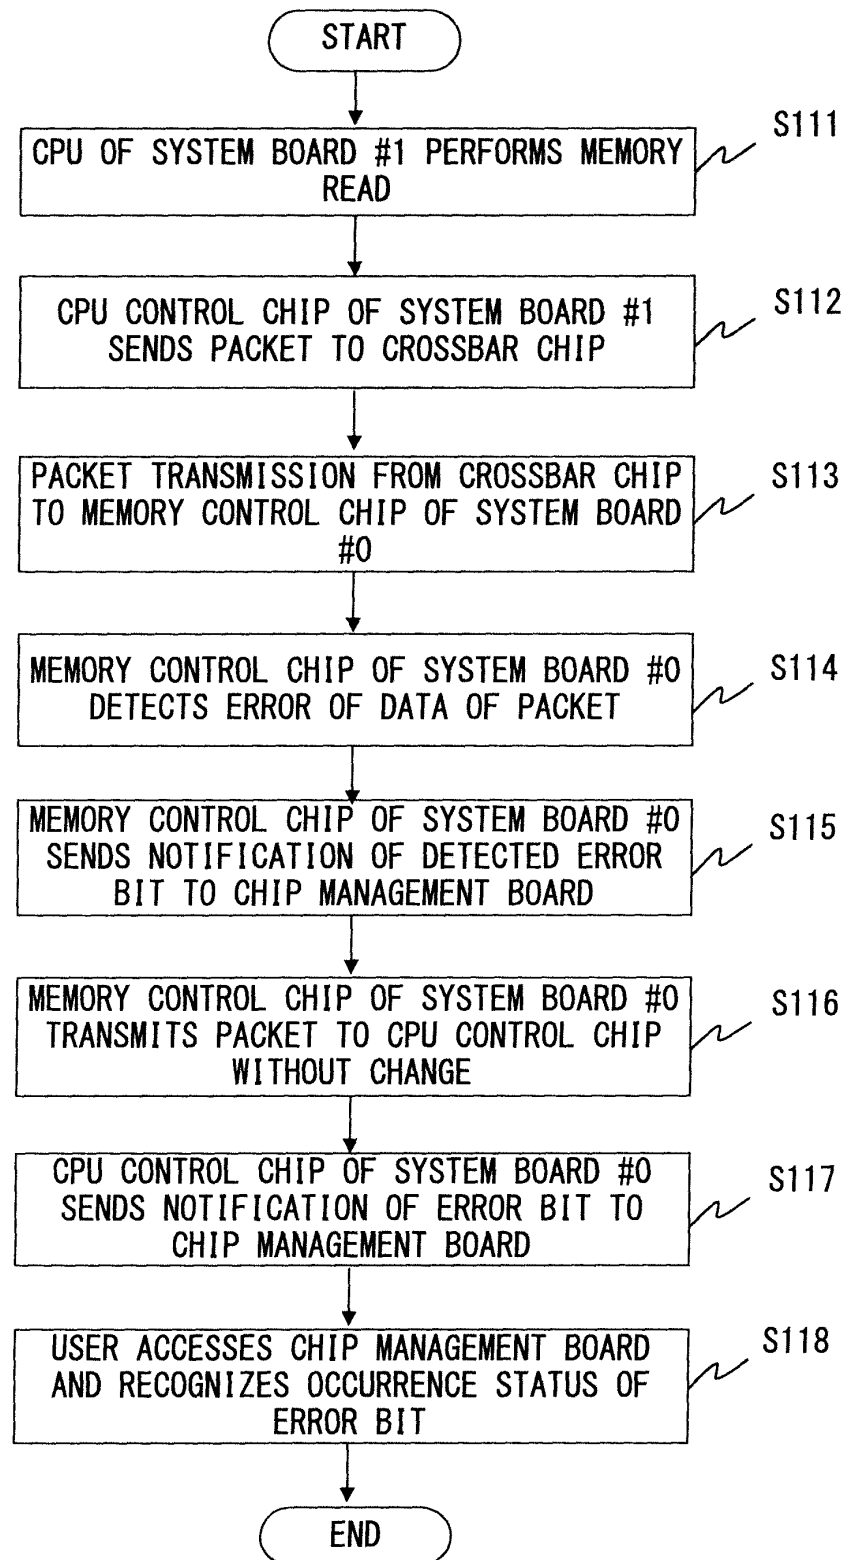 START
CPU OF SYSTEM BOARD #1 PERFORMS MEMORY
READ
S111
CPU CONTROL CHIP OF SYSTEM BOARD #1
SENDS PACKET TO CROSSBAR CHIP
S112
PACKET TRANSMISSION FROM CROSSBAR CHIP
TO MEMORY CONTROL CHIP OF SYSTEM BOARD
#0
S113
MEMORY CONTROL CHIP OF SYSTEM BOARD #0
DETECTS ERROR OF DATA OF PACKET
S114
MEMORY CONTROL CHIP OF SYSTEM BOARD #0
SENDS NOTIFICATION OF DETECTED ERROR
BIT TO CHIP MANAGEMENT BOARD
S115
MEMORY CONTROL CHIP OF SYSTEM BOARD #0
TRANSMITS PACKET TO CPU CONTROL CHIP
WITHOUT CHANGE
S116
CPU CONTROL CHIP OF SYSTEM BOARD #0
SENDS NOTIFICATION OF ERROR BIT TO
CHIP MANAGEMENT BOARD
S117
USER ACCESSES CHIP MANAGEMENT BOARD
AND RECOGNIZES OCCURRENCE STATUS OF
ERROR BIT
S118
END